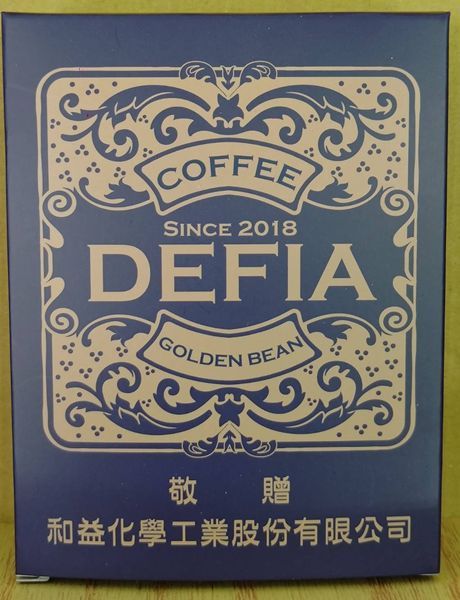 COFFEE
SINCE 2018
DEFIA
GOLDEN BEAN
敬 贈
和益化學工業股份有限公司